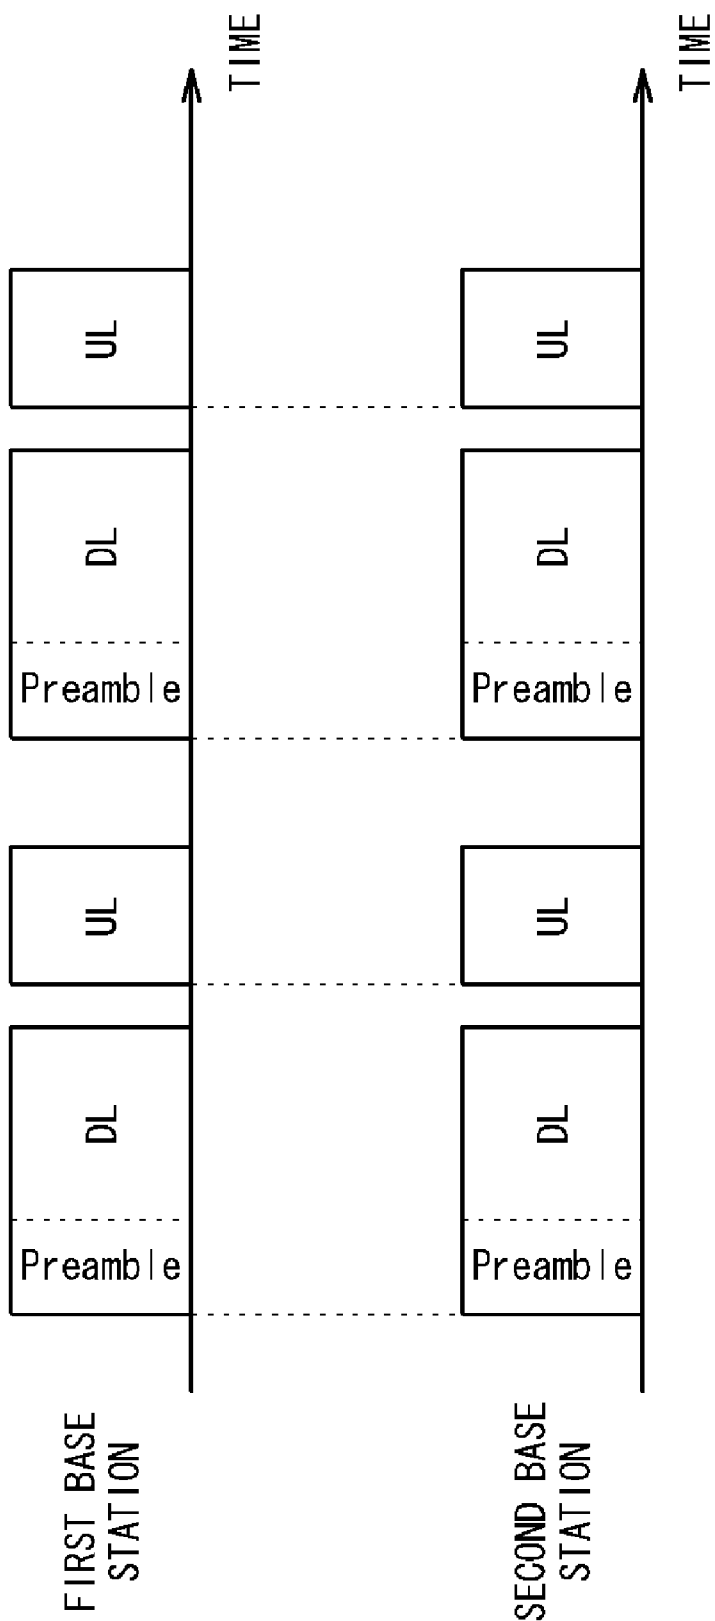 FIRST BASE
STATION
Preamble
DL
UL
Preamble
DL
UL
TIME
SECOND BASE
STATION
Preamble
DL
UL
Preamble
DL
UL
TIME